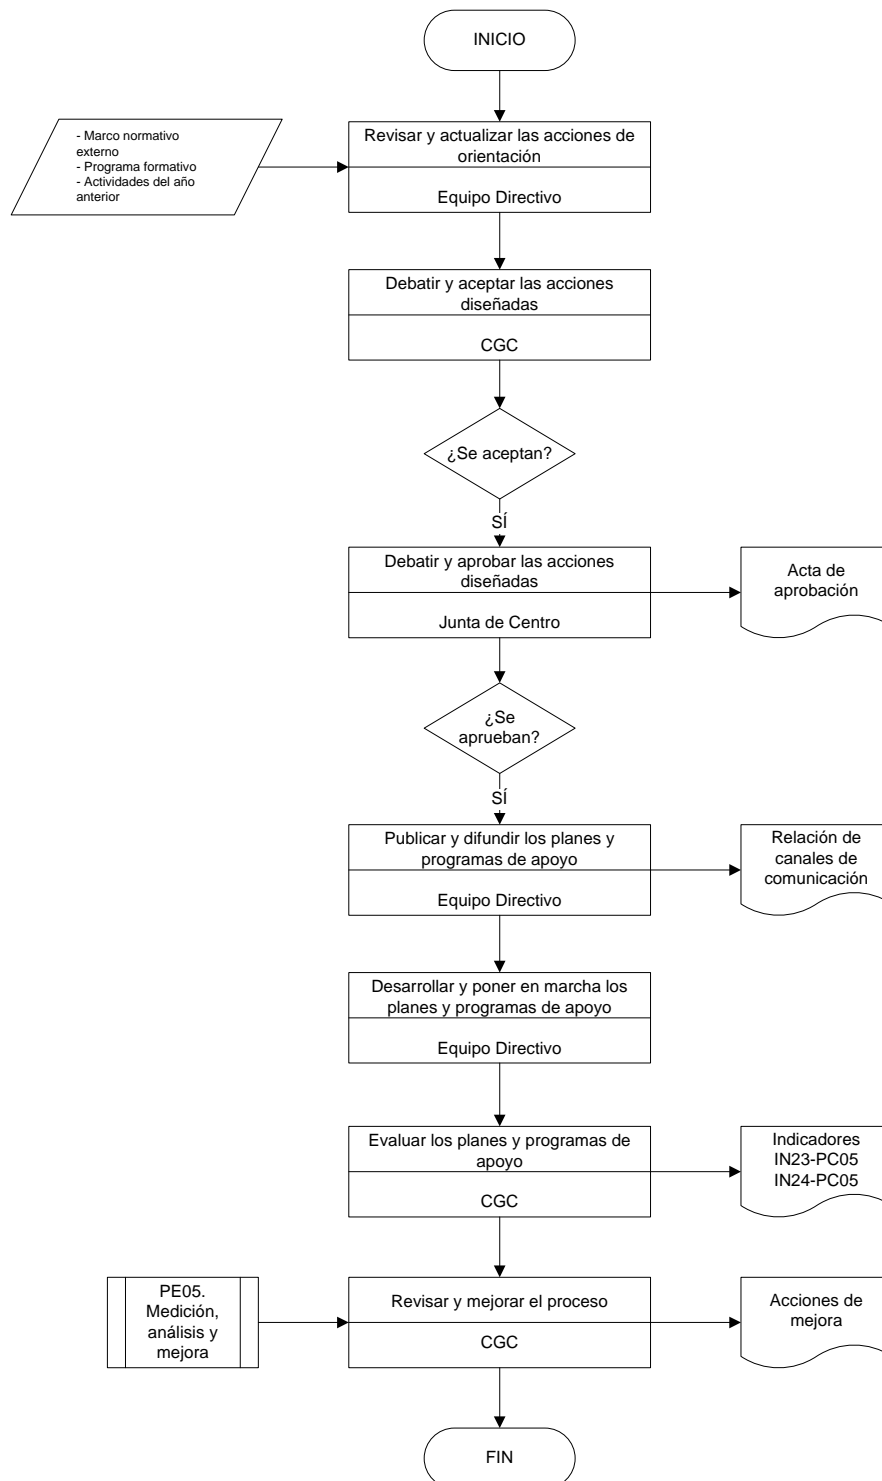 INICIO
- Marco normativo
externo
- Programa formativo
- Actividades del año
anterior
Revisar y actualizar las acciones de
orientación
Equipo Directivo
Debatir y aceptar las acciones
diseñadas
CGC
¿Se aceptan?
SÍ
Debatir y aprobar las acciones
diseñadas
Junta de Centro
Acta de
aprobación
¿Se
aprueban?
SÍ
Publicar y difundir los planes y
programas de apoyo
Equipo Directivo
Relación de
canales de
comunicación
Desarrollar y poner en marcha los
planes y programas de apoyo
Equipo Directivo
Evaluar los planes y programas de
apoyo
CGC
Indicadores
IN23-PC05
IN24-PC05
PE05.
Medición,
análisis y
mejora
Revisar y mejorar el proceso
CGC
Acciones de
mejora
FIN